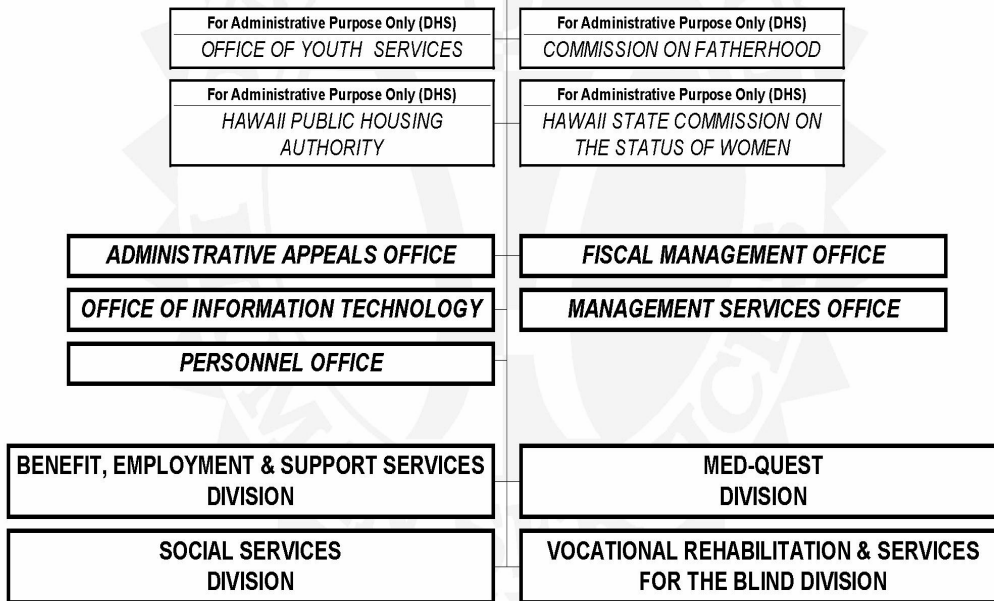 For Administrative Purpose Only (DHS)
OFFICE OF YOUTH SERVICES
For Administrative Purpose Only (DHS)
COMMISSION ON FATHERHOOD
For Administrative Purpose Only (DHS)
HAWAII PUBLIC HOUSING
AUTHORITY
For Administrative Purpose Only (DHS)
HAWAII STATE COMMISSION ON
THE STATUS OF WOMEN
ADMINISTRATIVE APPEALS OFFICE
FISCAL MANAGEMENT OFFICE
OFFICE OF INFORMATION TECHNOLOGY
MANAGEMENT SERVICES OFFICE
PERSONNEL OFFICE
BENEFIT, EMPLOYMENT & SUPPORT SERVICES
DIVISION
MED-QUEST
DIVISION
SOCIAL SERVICES
DIVISION
VOCATIONAL REHABILITATION & SERVICES
FOR THE BLIND DIVISION